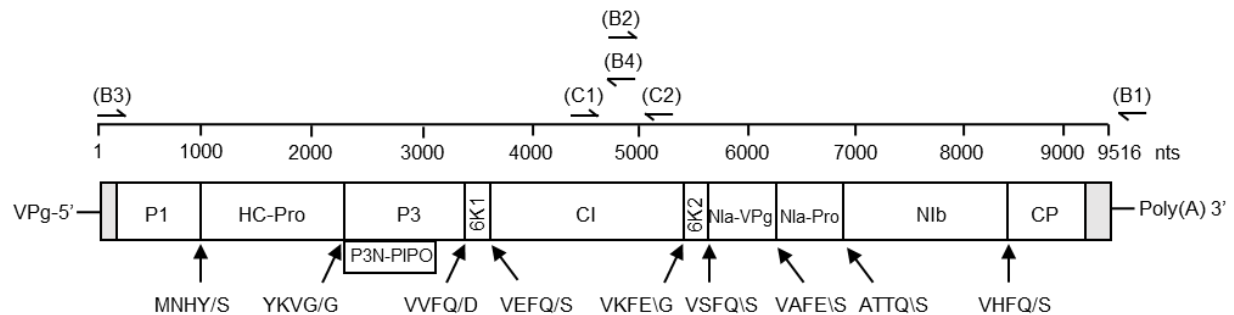 (B2)
(B4)
(B3) (C1) (C2) (B1)
1 1000 2000 3000 4000 5000 6000 7000 8000 9000 9516 nts
VPg-5’ P1 HC-Pro P3 6K1 CI 6K2 NIa-VPg NIa-Pro NIb CP Poly(A) 3’
P3N-PIPO
MNHY/S YKVG/G VVFQ/D VEFQ/S VKFE\G VSFQ\S VAFE\S ATTQ\S VHFQ/S